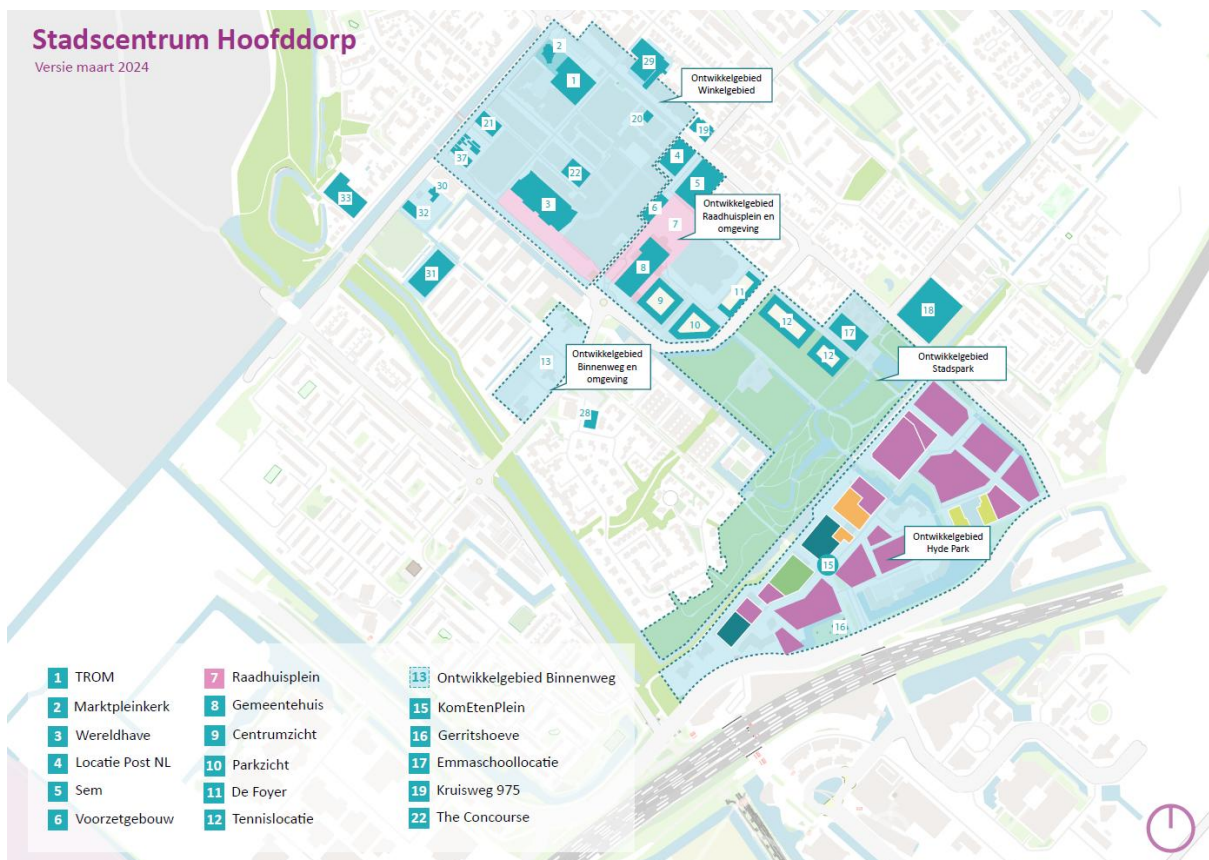 Stadscentrum Hoofddorp
Versie maart 2024
2
1
29
Ontwikkelgebied
Winkelgebied
21
20
19
37
4
22
5
30
33
32
3
6
Ontwikkelgebied
Raadhuisplein en
omgeving
7
31
8
11
9
10
12
17
18
12
13
Ontwikkelgebied
Binnenweg en
omgeving
Ontwikkelgebied
Stadspark
28
Ontwikkelgebied
Hyde Park
15
16
1 TROM
2 Marktpleinkerk
3 Wereldhave
4 Locatie Post NL
5 Sem
6 Voorzetgebouw
7 Raadhuisplein
8 Gemeentehuis
9 Centrumzicht
10 Parkzicht
11 De Foyer
12 Tennislocatie
13 Ontwikkelgebied Binnenweg
15 KomEtenPlein
16 Gerritshoeve
17 Emmaschoollocatie
19 Kruisweg 975
22 The Concourse